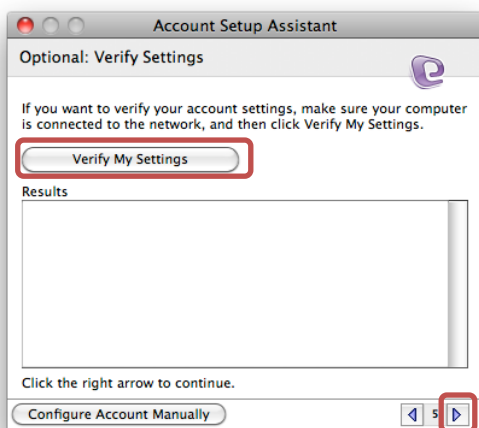 Account Setup Assistant
Optional: Verify Settings
If you want to verify your account settings, make sure your computer
is connected to the network, and then click Verify My Settings.
Verify My Settings
Results
Click the right arrow to continue.
Configure Account Manually
5